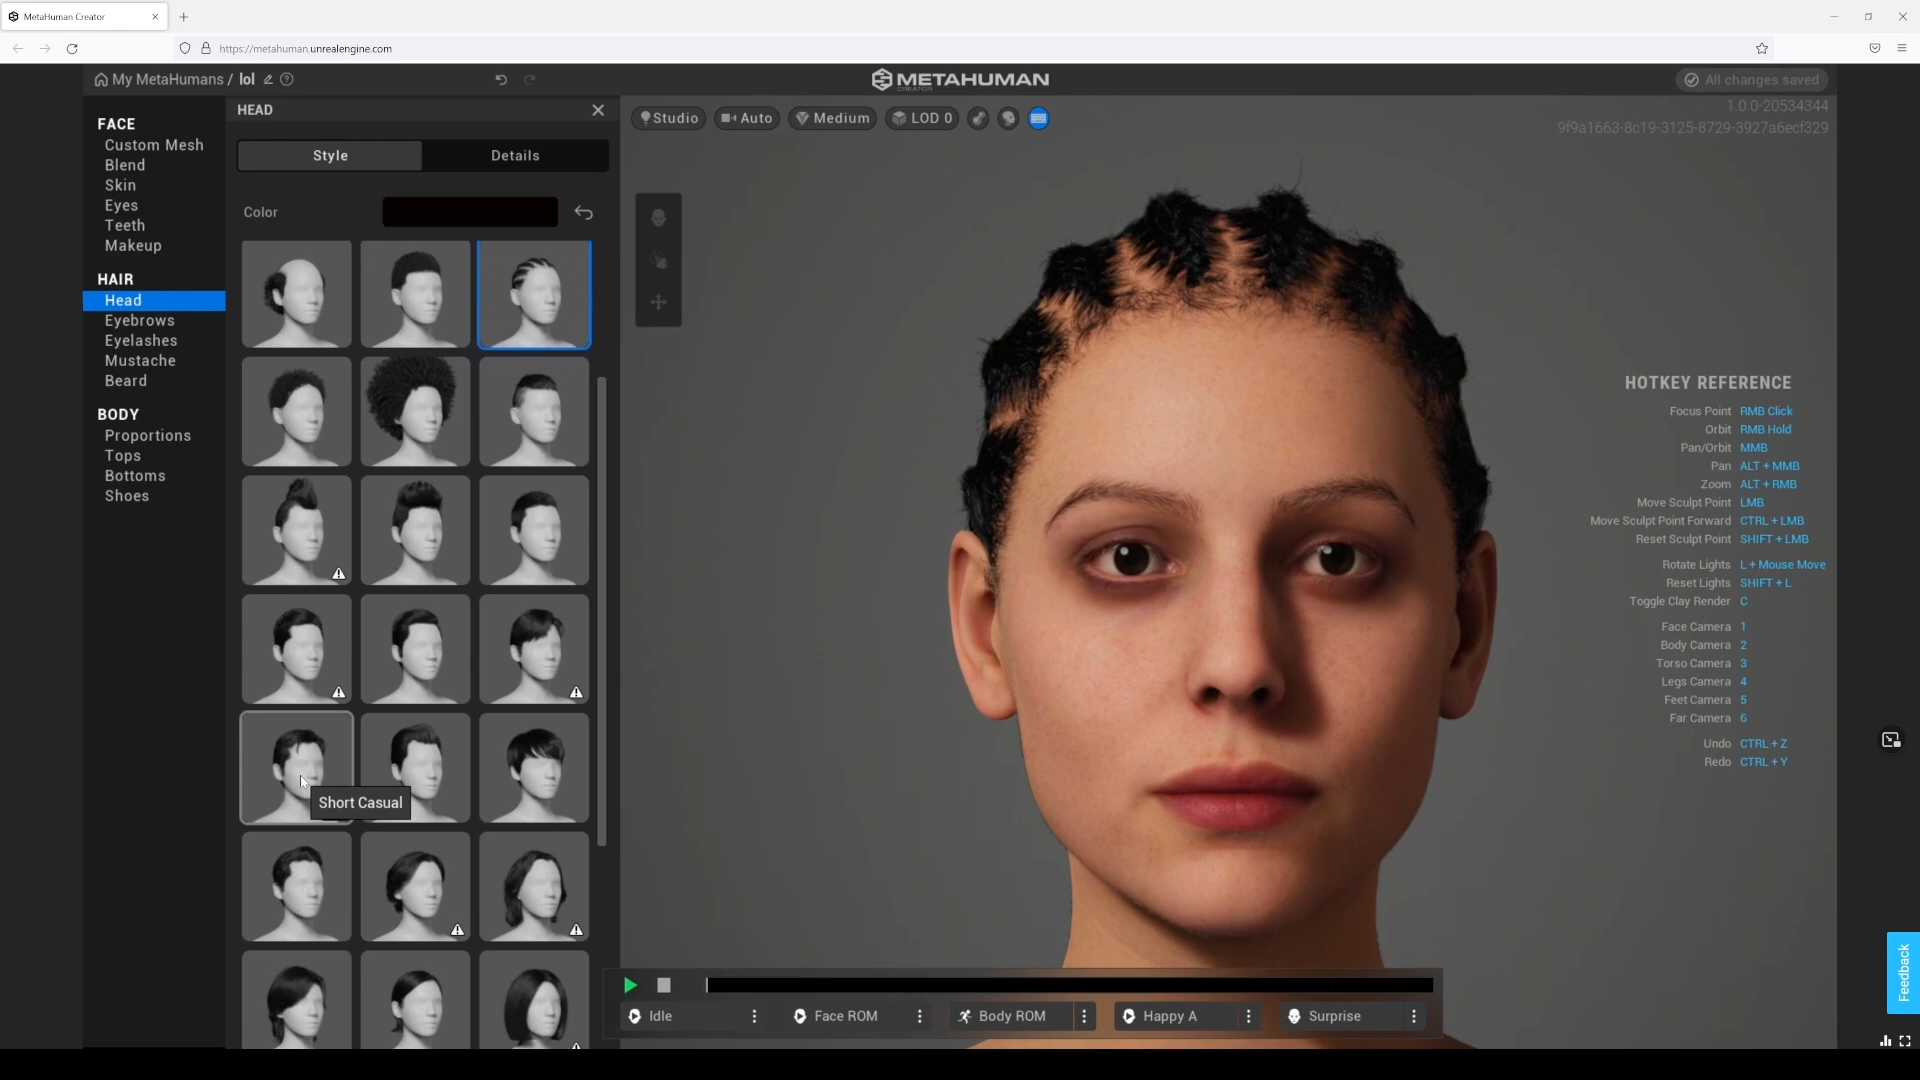 MetaHuman Creator
https://metahuman.unrealengine.com
My MetaHumans / lol
METAHUMAN
CREATOR
All changes saved
1.0.0-20534344
9f9a1663-8c19-3125-8729-3927a6ecf329
FACE
Custom Mesh
Blend
Skin
Eyes
Teeth
Makeup
HAIR
Head
Eyebrows
Eyelashes
Mustache
Beard
BODY
Proportions
Tops
Bottoms
Shoes
HEAD
Style Details
Color
Short Casual
Studio Auto Medium LOD 0
HOTKEY REFERENCE
Focus Point RMB Click
Orbit RMB Hold
Pan/Orbit MMB
Pan ALT + MMB
Zoom ALT + RMB
Move Sculpt Point LMB
Move Sculpt Point Forward CTRL + LMB
Reset Sculpt Point SHIFT + LMB
Rotate Lights L + Mouse Move
Reset Lights SHIFT + L
Toggle Clay Render C
Face Camera 1
Body Camera 2
Torso Camera 3
Legs Camera 4
Feet Camera 5
Far Camera 6
Undo CTRL + Z
Redo CTRL + Y
Feedback
Idle Face ROM Body ROM Happy A Surprise